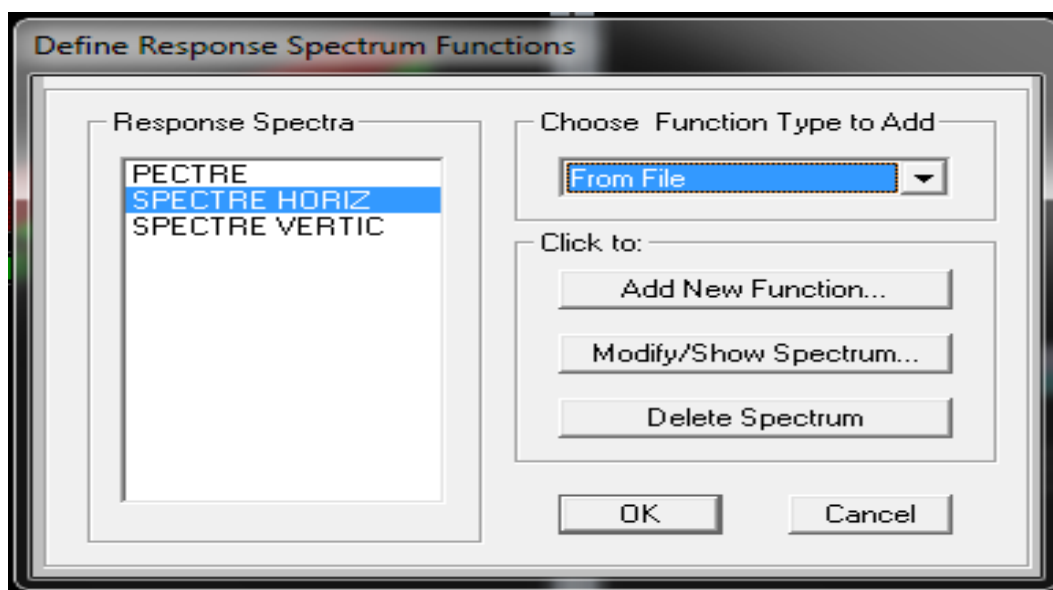 Define Response Spectrum Functions
Response Spectra
PECTRE
SPECTRE HORIZ
SPECTRE VERTIC
Choose Function Type to Add
From File
Click to:
Add New Function...
Modify/Show Spectrum...
Delete Spectrum
OK
Cancel